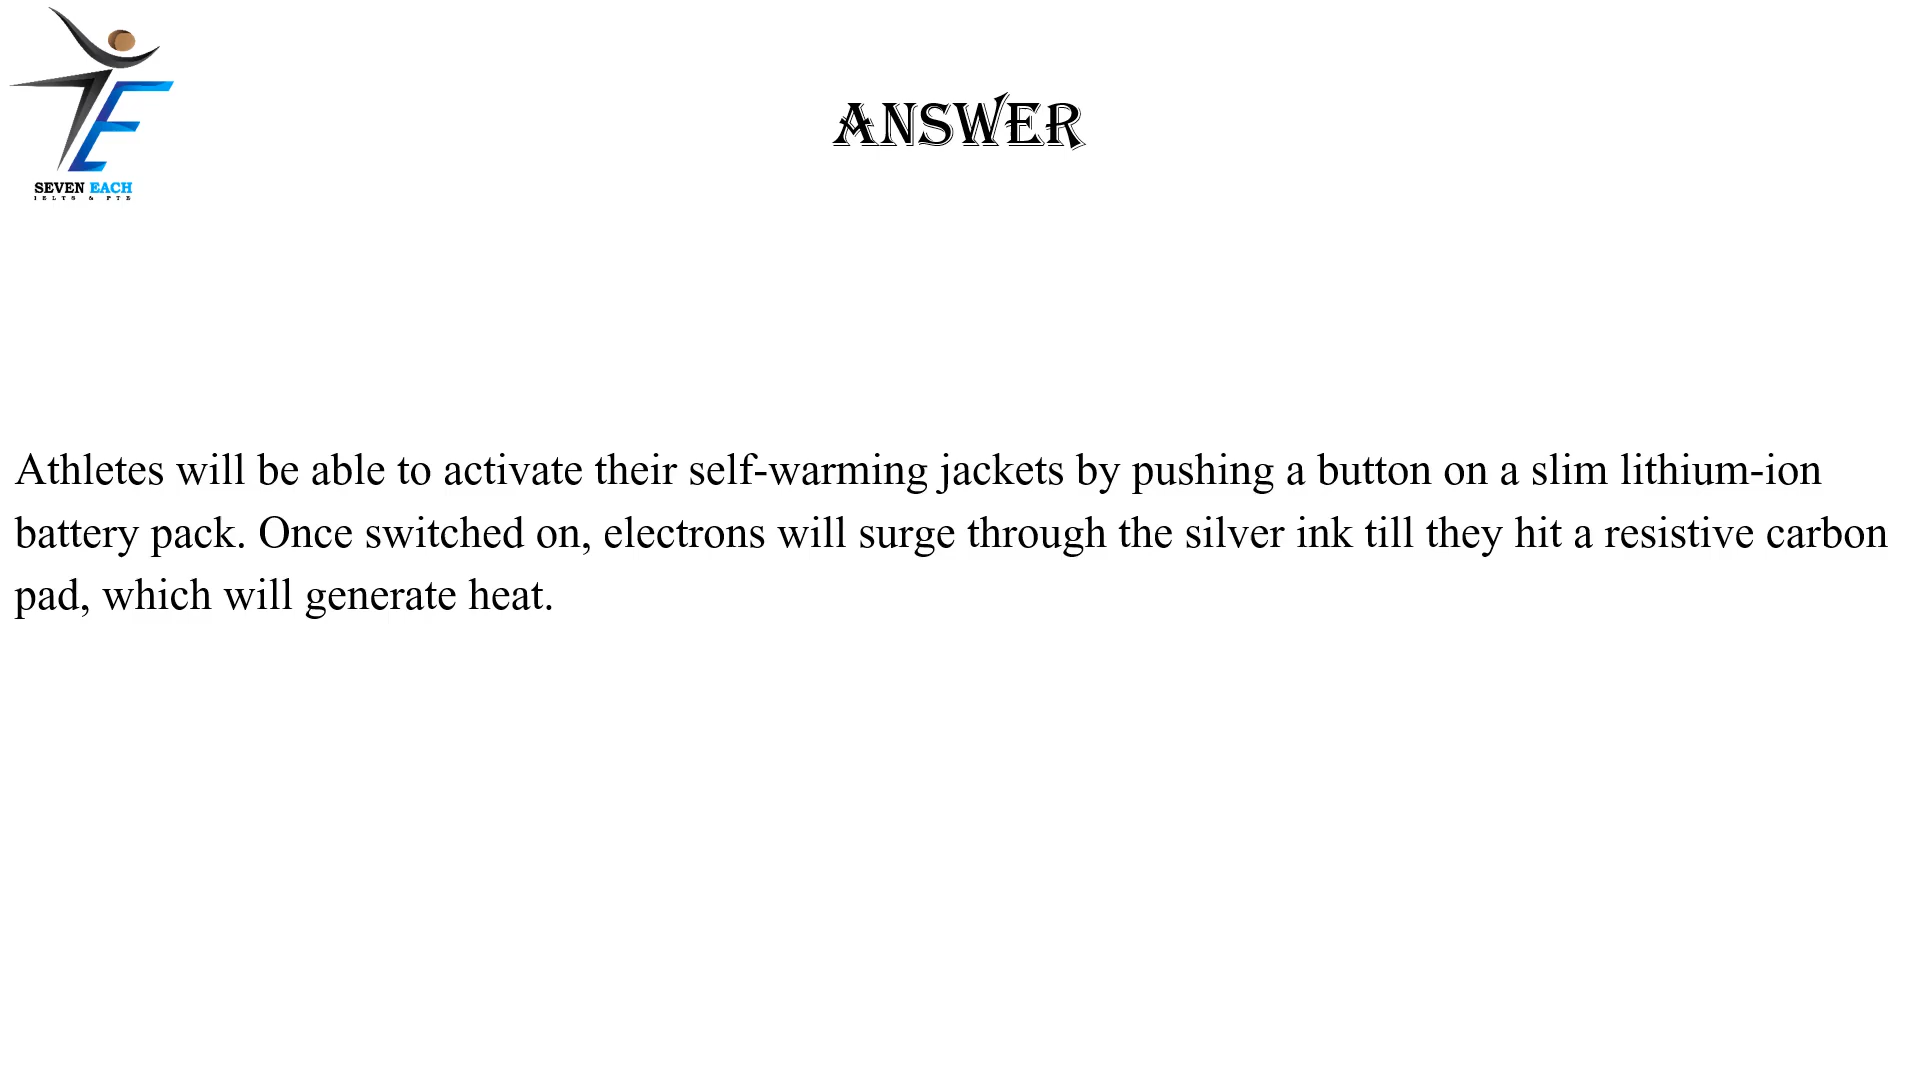 SEVEN EACH
IELTS & PTE
ANSWER
Athletes will be able to activate their self-warming jackets by pushing a button on a slim lithium-ion
battery pack. Once switched on, electrons will surge through the silver ink till they hit a resistive carbon
pad, which will generate heat.